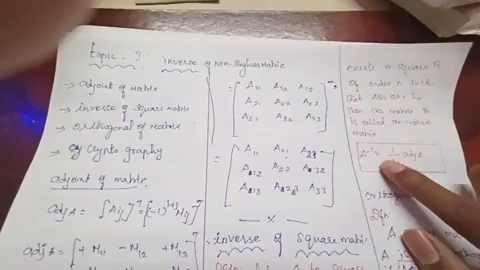 topic - 3
inverse of non-singular matrix
→ adjoint of matrix
→ inverse of square matrix
→ orthogonal of matrix
→ cryptography
adjoint of matrix
adj A = [Aij]ᵀ = [(-1)^(i+j) Mij]ᵀ
adj A = [+ M11 - M12 + M13]ᵀ
= [A11 A12 A13
A21 A22 A23
A31 A32 A33]
= [A11 A21
A12 A22 A32
A13 A23 A33]
— x —
inverse of square matrix
exists a square B
of order n such
that AB = BA = In
then the matrix B
is called an inverse
matrix
A⁻¹ = 1 adj A
Defn:
A